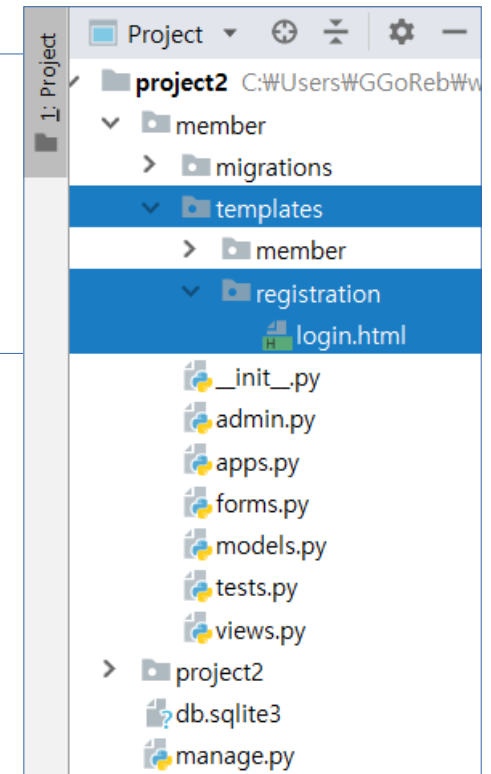 1: Project
Project
project2 C:₩Users₩GGoReb₩w
member
migrations
templates
member
registration
login.html
__init__.py
admin.py
apps.py
forms.py
models.py
tests.py
views.py
project2
db.sqlite3
manage.py